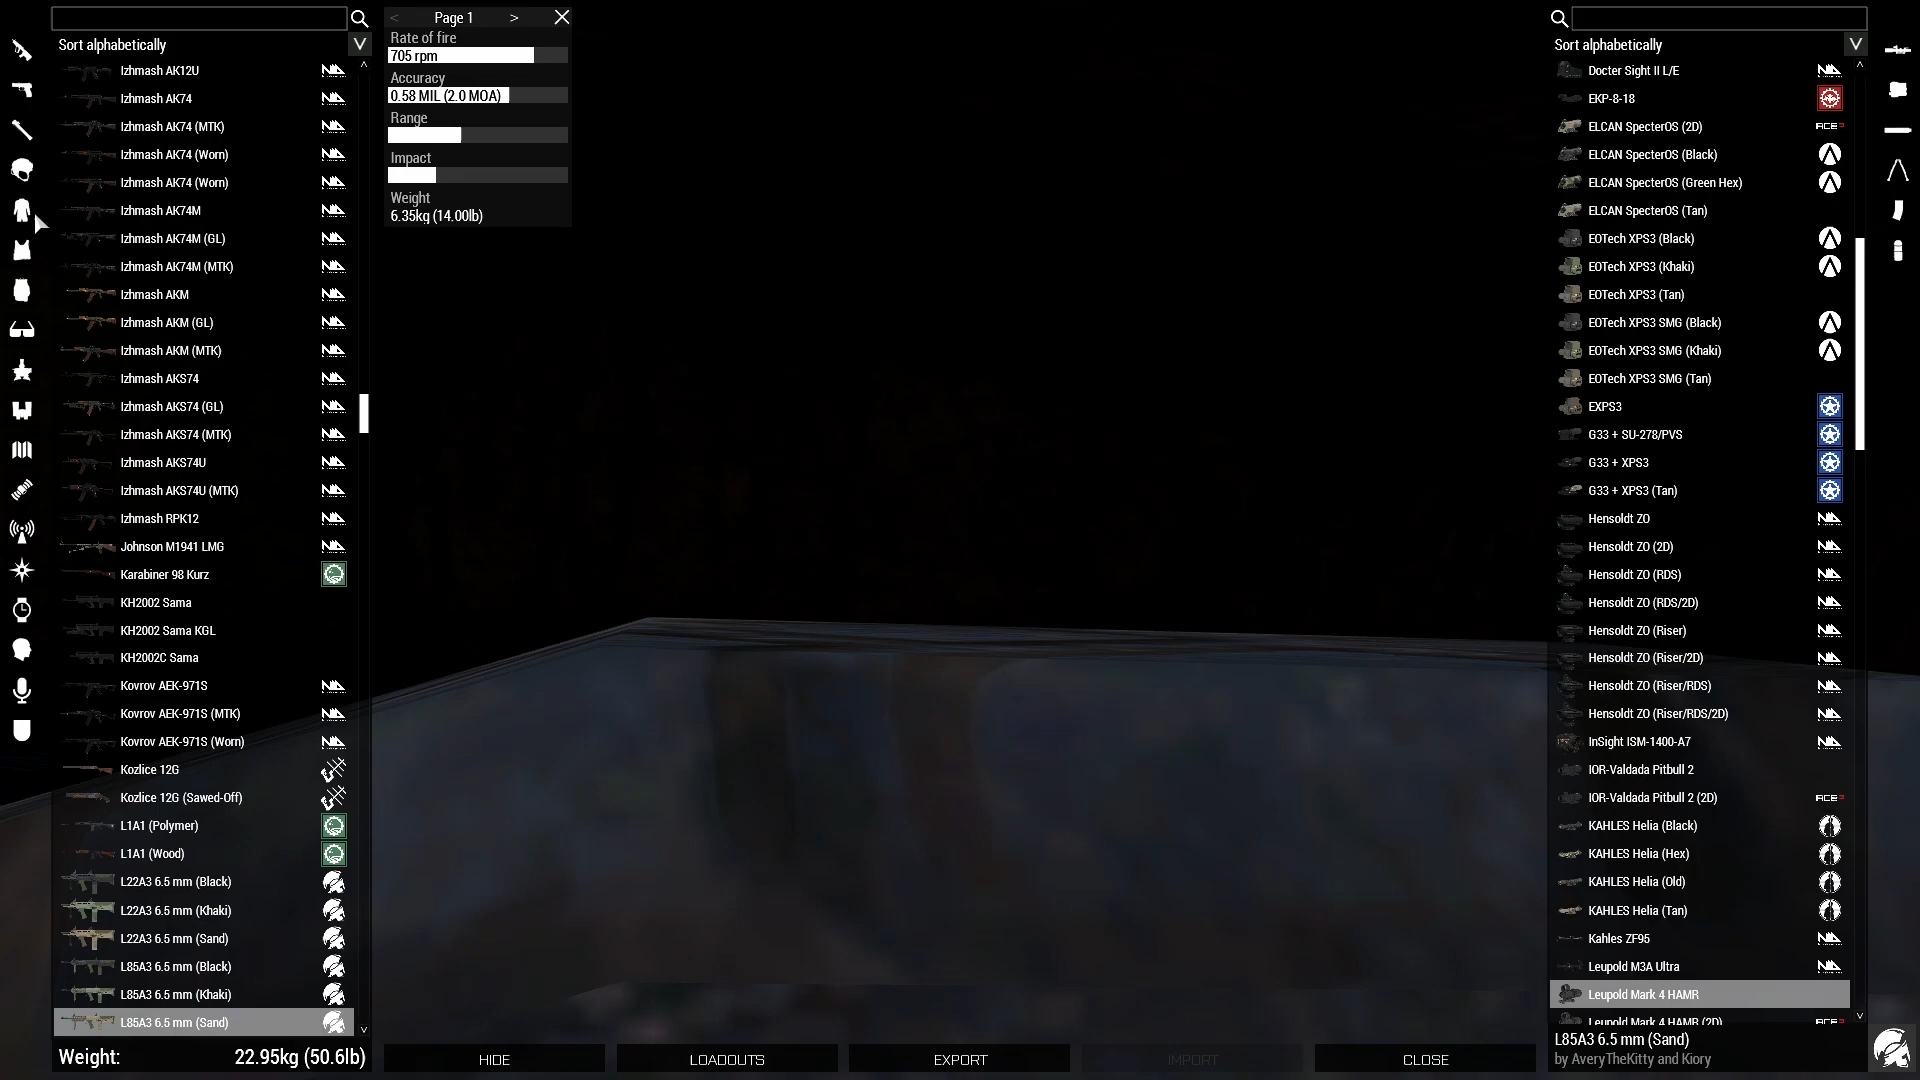 Sort alphabetically
V
Izhmash AK12U
Izhmash AK74
Izhmash AK74 (MTK)
Izhmash AK74 (Worn)
Izhmash AK74 (Worn)
Izhmash AK74M
Izhmash AK74M (GL)
Izhmash AK74M (MTK)
Izhmash AKM
Izhmash AKM (GL)
Izhmash AKM (MTK)
Izhmash AKS74
Izhmash AKS74 (GL)
Izhmash AKS74 (MTK)
Izhmash AKS74U
Izhmash AKS74U (MTK)
Izhmash RPK12
Johnson M1941 LMG
Karabiner 98 Kurz
KH2002 Sama
KH2002 Sama KGL
KH2002C Sama
Kovrov AEK-971S
Kovrov AEK-971S (MTK)
Kovrov AEK-971S (Worn)
Kozlice 12G
Kozlice 12G (Sawed-Off)
L1A1 (Polymer)
L1A1 (Wood)
L22A3 6.5 mm (Black)
L22A3 6.5 mm (Khaki)
L22A3 6.5 mm (Sand)
L85A3 6.5 mm (Black)
L85A3 6.5 mm (Khaki)
L85A3 6.5 mm (Sand)
Weight: 22.95kg (50.6lb)
< Page 1 >
Rate of fire
705 rpm
Accuracy
0.58 MIL (2.0 MOA)
Range
Impact
Weight
6.35kg (14.00lb)
HIDE
LOADOUTS
EXPORT
IMPORT
CLOSE
Sort alphabetically
V
Docter Sight II L/E
EKP-8-18
ELCAN SpecterOS (2D) ACE3
ELCAN SpecterOS (Black)
ELCAN SpecterOS (Green Hex)
ELCAN SpecterOS (Tan)
EOTech XPS3 (Black)
EOTech XPS3 (Khaki)
EOTech XPS3 (Tan)
EOTech XPS3 SMG (Black)
EOTech XPS3 SMG (Khaki)
EOTech XPS3 SMG (Tan)
EXPS3
G33 + SU-278/PVS
G33 + XPS3
G33 + XPS3 (Tan)
Hensoldt ZO
Hensoldt ZO (2D)
Hensoldt ZO (RDS)
Hensoldt ZO (RDS/2D)
Hensoldt ZO (Riser)
Hensoldt ZO (Riser/2D)
Hensoldt ZO (Riser/RDS)
Hensoldt ZO (Riser/RDS/2D)
InSight ISM-1400-A7
IOR-Valdada Pitbull 2
IOR-Valdada Pitbull 2 (2D) ACE3
KAHLES Helia (Black)
KAHLES Helia (Hex)
KAHLES Helia (Old)
KAHLES Helia (Tan)
Kahles ZF95
Leupold M3A Ultra
Leupold Mark 4 HAMR
Leupold Mark 4 HAMR (2D) ACE3
L85A3 6.5 mm (Sand)
by AveryTheKitty and Kiory